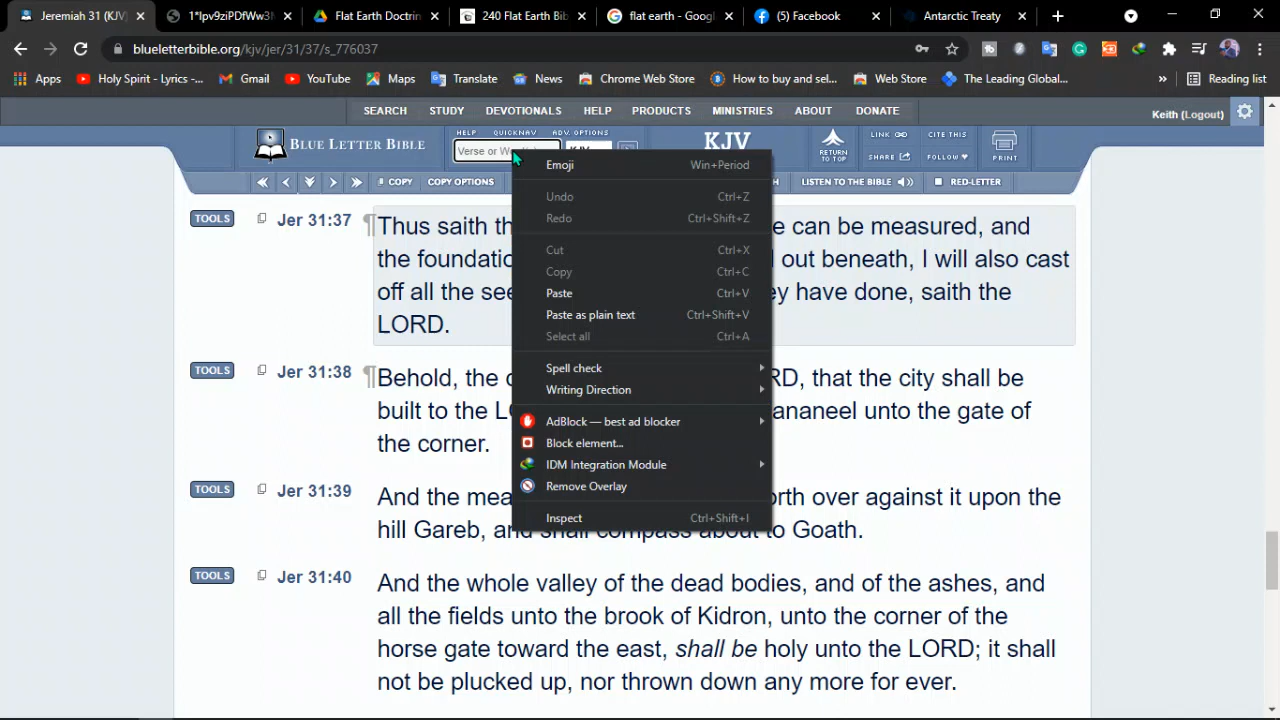 Jeremiah 31 (KJV)
1*Ipv9ziPDfWw3N
Flat Earth Doctrin
240 Flat Earth Bib
flat earth - Googl
(5) Facebook
Antarctic Treaty
blueletterbible.org/kjv/jer/31/37/s_776037
Apps
Holy Spirit - Lyrics -...
Gmail
YouTube
Maps
Translate
News
Chrome Web Store
How to buy and sel...
Web Store
The Leading Global...
»
Reading list
SEARCH STUDY DEVOTIONALS HELP PRODUCTS MINISTRIES ABOUT DONATE
Keith (Logout)
HELP QUICKNAV ADV. OPTIONS
BLUE LETTER BIBLE
Verse or Wo
KJV
RETURN TO TOP
LINK
CITE THIS
SHARE
FOLLOW
PRINT
COPY COPY OPTIONS
H LISTEN TO THE BIBLE RED-LETTER
Emoji Win+Period
Undo Ctrl+Z
Redo Ctrl+Shift+Z
Cut Ctrl+X
Copy Ctrl+C
Paste Ctrl+V
Paste as plain text Ctrl+Shift+V
Select all Ctrl+A
Spell check
Writing Direction
AdBlock — best ad blocker
Block element...
IDM Integration Module
Remove Overlay
Inspect Ctrl+Shift+I
TOOLS Jer 31:37 ¶Thus saith th e can be measured, and
the foundatio d out beneath, I will also cast
off all the see ey have done, saith the
LORD.
TOOLS Jer 31:38 ¶Behold, the RD, that the city shall be
built to the L ananeel unto the gate of
the corner.
TOOLS Jer 31:39 And the mea orth over against it upon the
hill Gareb, and shall compass about to Goath.
TOOLS Jer 31:40 And the whole valley of the dead bodies, and of the ashes, and
all the fields unto the brook of Kidron, unto the corner of the
horse gate toward the east, shall be holy unto the LORD; it shall
not be plucked up, nor thrown down any more for ever.